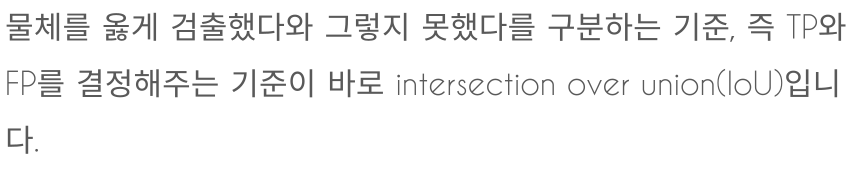 물체를 옳게 검출했다와 그렇지 못했다를 구분하는 기준, 즉 TP와
FP를 결정해주는 기준이 바로 intersection over union(IoU)입니
다.